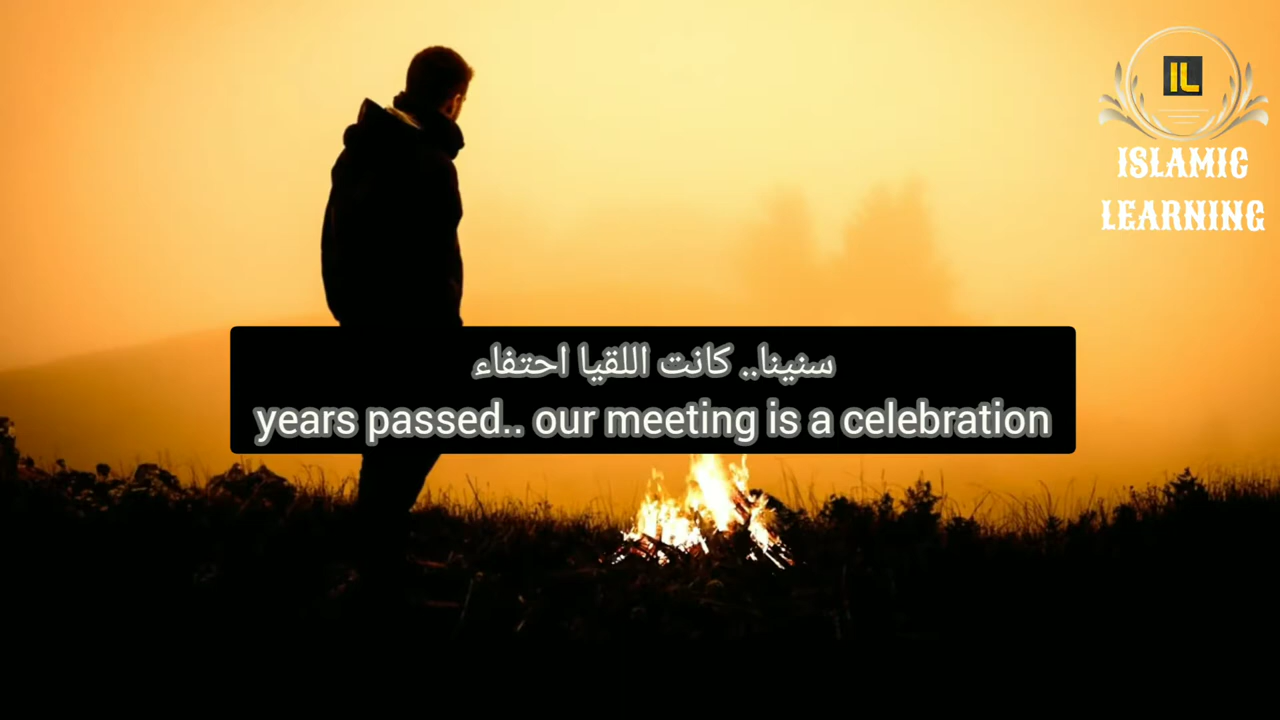 IL
ISLAMIC
LEARNING
سنينا.. كانت اللقيا احتفاء
years passed.. our meeting is a celebration